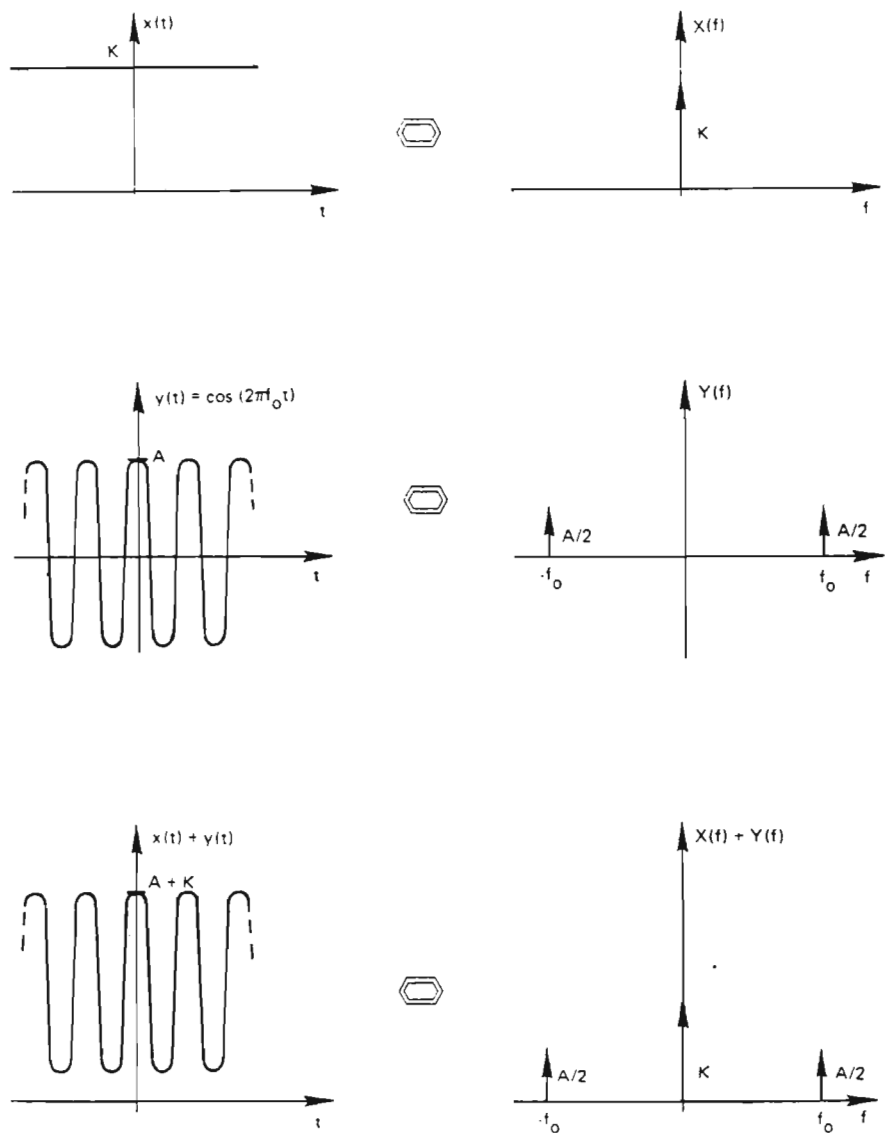 x(t)
K
t
X(f)
K
f
y(t) = cos (2πf₀t)
A
t
Y(f)
A/2
-f₀
A/2
f₀
f
x(t) + y(t)
A + K
t
X(f) + Y(f)
A/2
-f₀
K
A/2
f₀
f